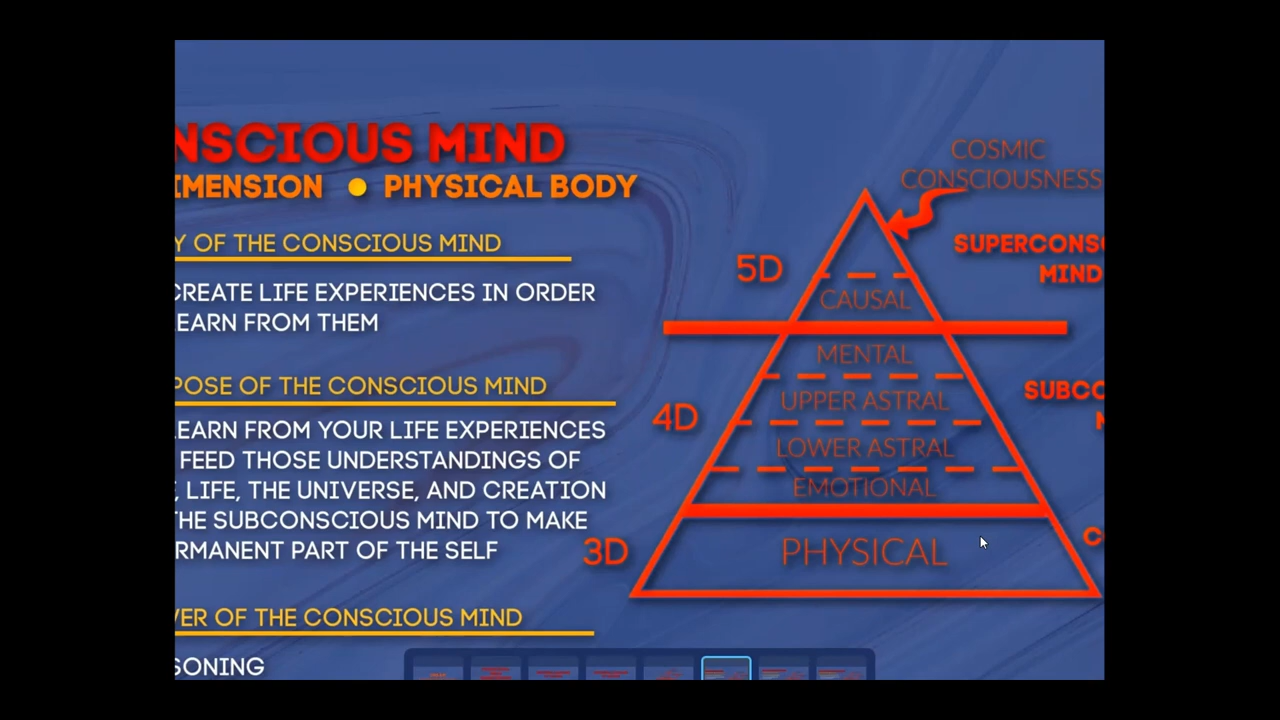 NSCIOUS MIND
IMENSION ● PHYSICAL BODY
Y OF THE CONSCIOUS MIND
CREATE LIFE EXPERIENCES IN ORDER
EARN FROM THEM
POSE OF THE CONSCIOUS MIND
EARN FROM YOUR LIFE EXPERIENCES
FEED THOSE UNDERSTANDINGS OF
, LIFE, THE UNIVERSE, AND CREATION
THE SUBCONSCIOUS MIND TO MAKE
RMANENT PART OF THE SELF
VER OF THE CONSCIOUS MIND
SONING
COSMIC
CONSCIOUSNESS
SUPERCONSC
MIND
5D
CAUSAL
MENTAL
UPPER ASTRAL
SUBCO
M
4D
LOWER ASTRAL
EMOTIONAL
3D
PHYSICAL
C